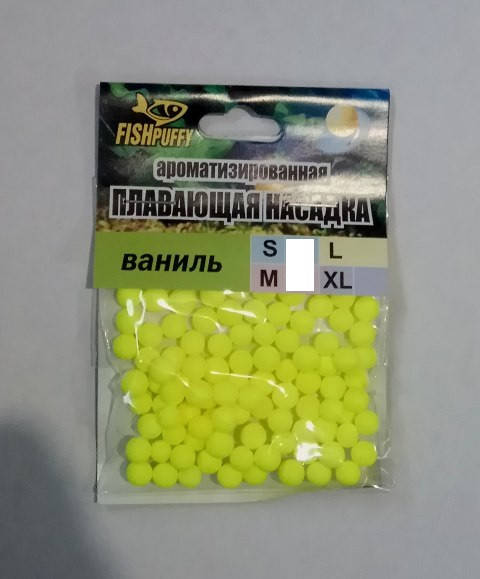 FISHPUFFY
ароматизированная
ПЛАВАЮЩАЯ НАСАДКА
ваниль
S L
M XL